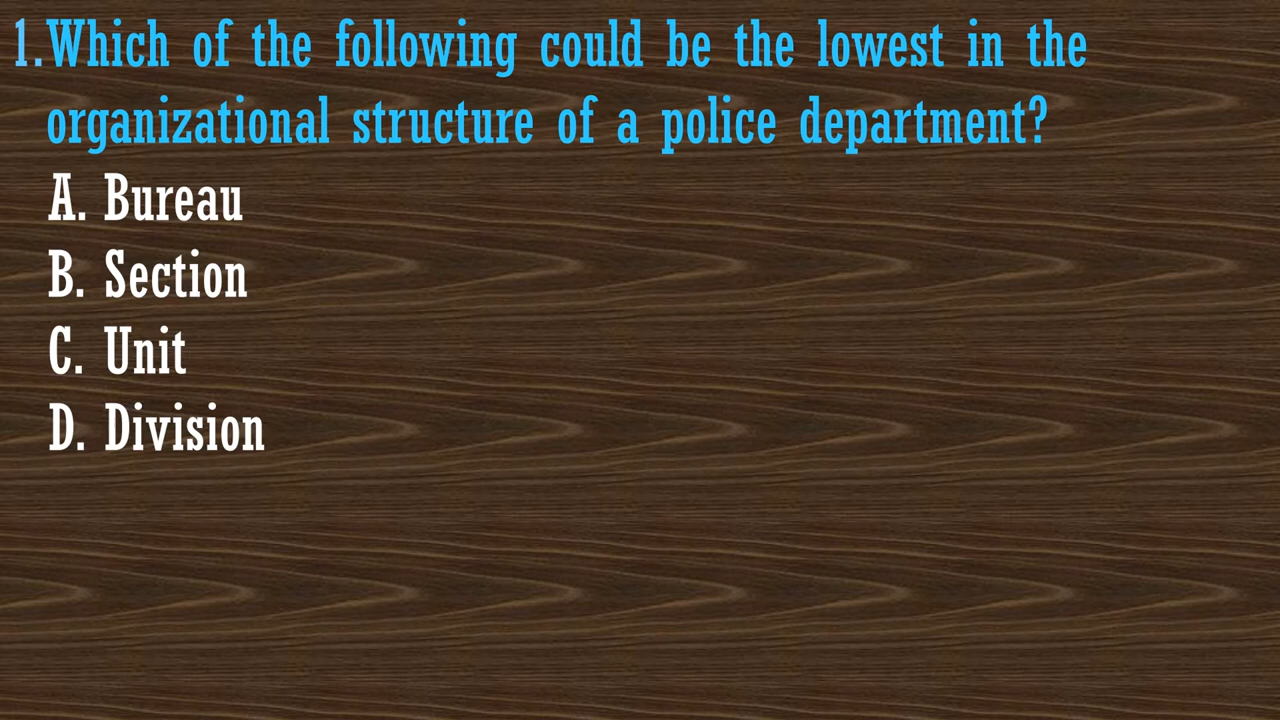 1.Which of the following could be the lowest in the
organizational structure of a police department?
A. Bureau
B. Section
C. Unit
D. Division